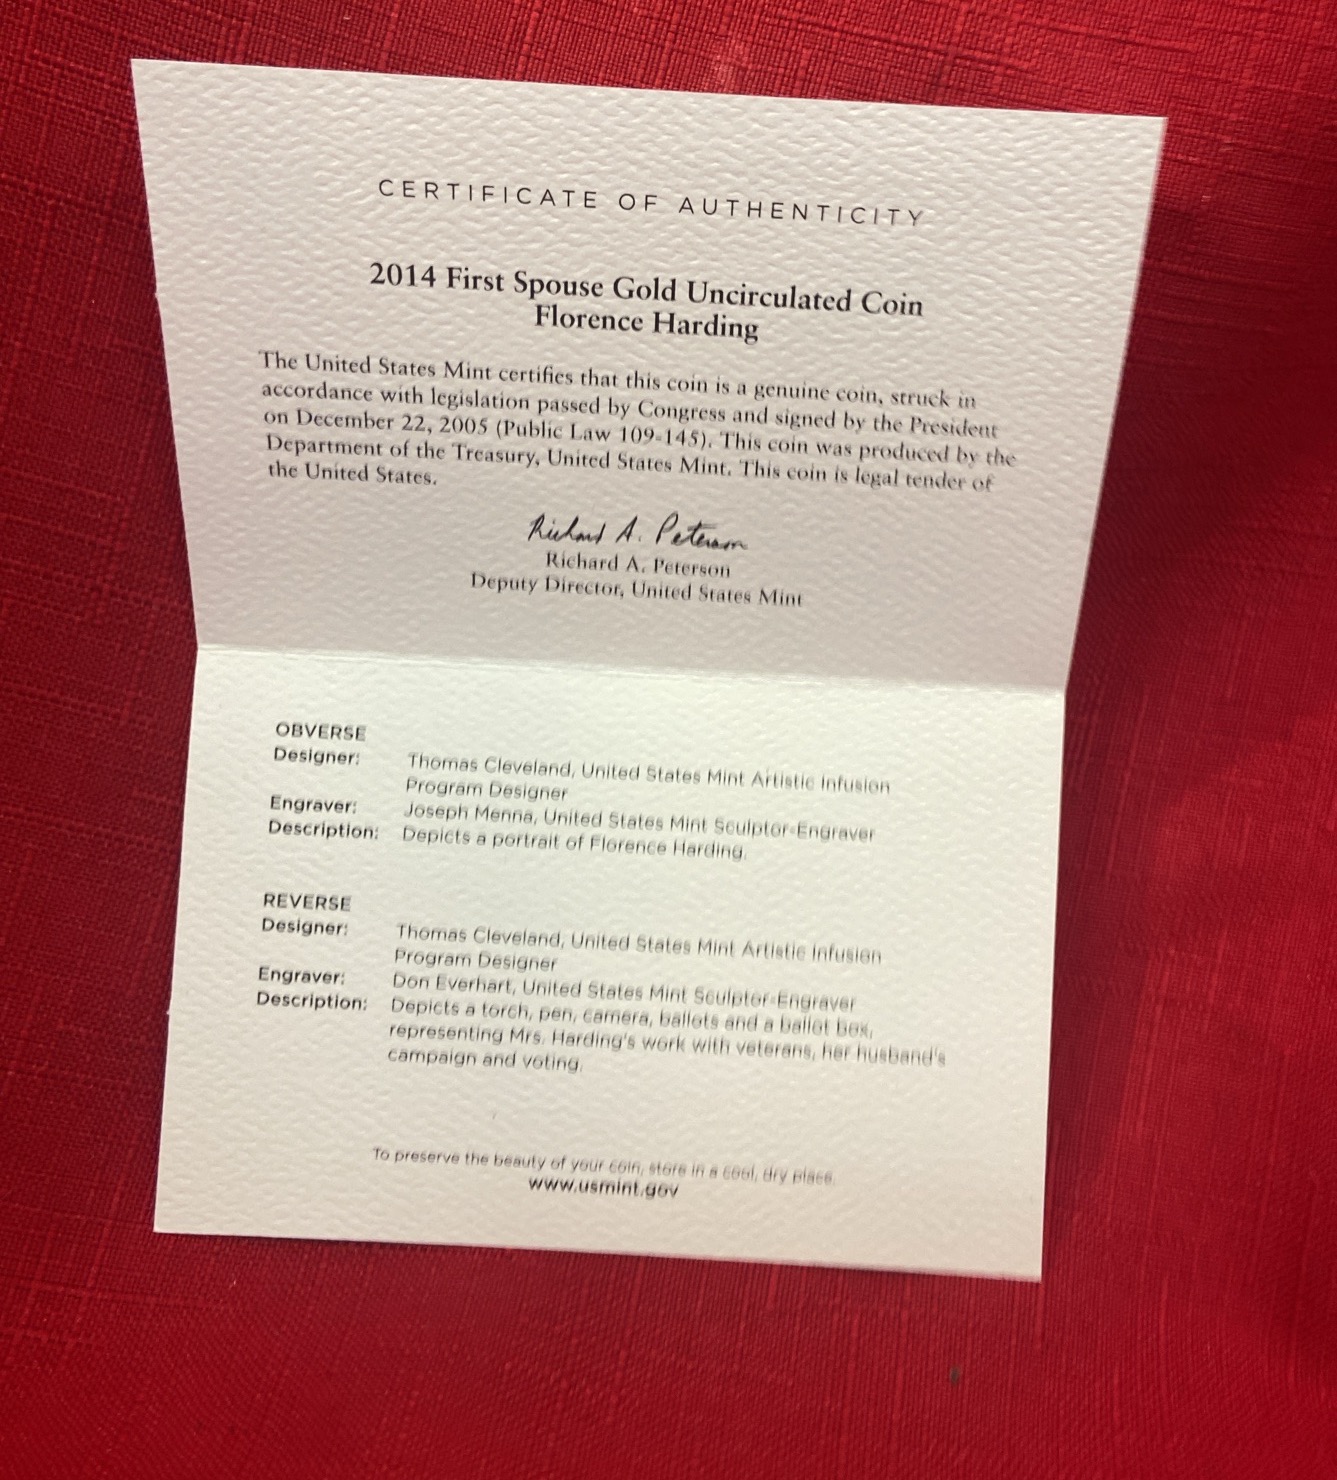 CERTIFICATE OF AUTHENTICITY
2014 First Spouse Gold Uncirculated Coin
Florence Harding
The United States Mint certifies that this coin is a genuine coin, struck in
accordance with legislation passed by Congress and signed by the President
on December 22, 2005 (Public Law 109-145). This coin was produced by the
Department of the Treasury, United States Mint. This coin is legal tender of
the United States.
Richard A. Peterson
Richard A. Peterson
Deputy Director, United States Mint
OBVERSE
Designer: Thomas Cleveland, United States Mint Artistic Infusion
Program Designer
Engraver: Joseph Menna, United States Mint Sculptor-Engraver
Description: Depicts a portrait of Florence Harding.
REVERSE
Designer: Thomas Cleveland, United States Mint Artistic Infusion
Program Designer
Engraver: Don Everhart, United States Mint Sculptor-Engraver
Description: Depicts a torch, pen, camera, ballots and a ballot box,
representing Mrs. Harding's work with veterans, her husband's
campaign and voting.
To preserve the beauty of your coin, store in a cool, dry place.
www.usmint.gov